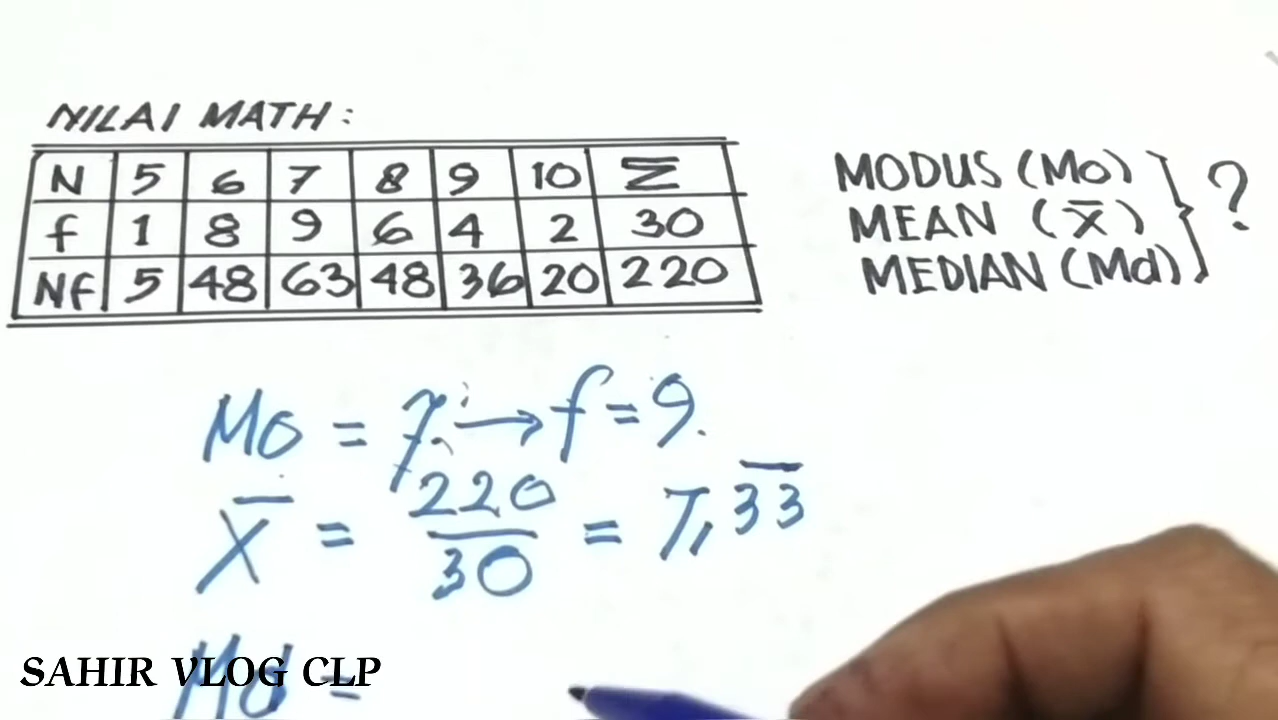 NILAI MATH:
N 5 6 7 8 9 10 Σ
f 1 8 9 6 4 2 30
Nf 5 48 63 48 36 20 220
MODUS (Mo)
MEAN (x̄)
MEDIAN (Md)
} ?
Mo = 7 → f = 9.
x̄ = 220/30 = 7,3̅3̅
Md =
SAHIR VLOG CLP